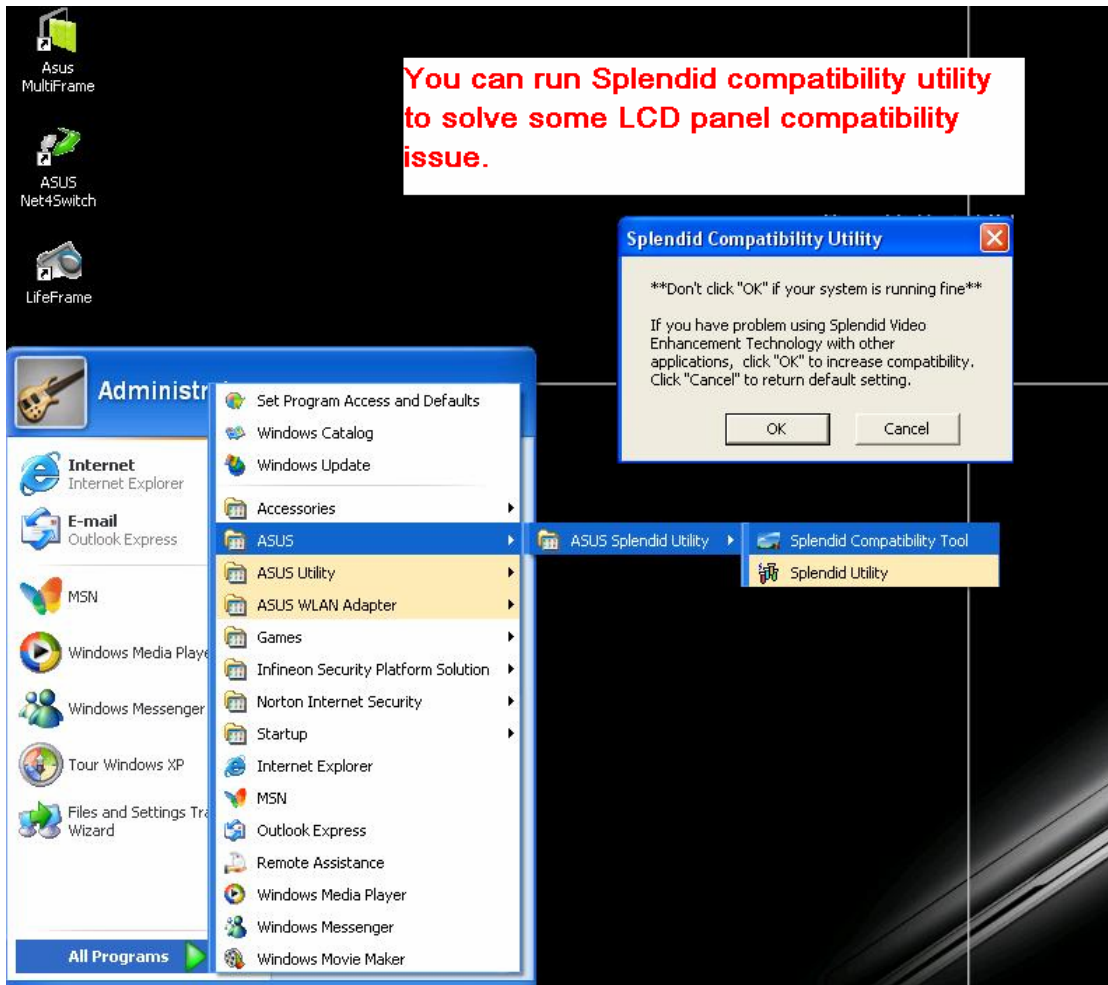 Asus
MultiFrame
ASUS
Net4Switch
LifeFrame
You can run Splendid compatibility utility
to solve some LCD panel compatibility
issue.
Splendid Compatibility Utility
**Don't click "OK" if your system is running fine**
If you have problem using Splendid Video
Enhancement Technology with other
applications, click "OK" to increase compatibility.
Click "Cancel" to return default setting.
OK
Cancel
Administr
Internet
Internet Explorer
E-mail
Outlook Express
MSN
Windows Media Playe
Windows Messenger
Tour Windows XP
Files and Settings Tra
Wizard
All Programs
Set Program Access and Defaults
Windows Catalog
Windows Update
Accessories
ASUS
ASUS Utility
ASUS WLAN Adapter
Games
Infineon Security Platform Solution
Norton Internet Security
Startup
Internet Explorer
MSN
Outlook Express
Remote Assistance
Windows Media Player
Windows Messenger
Windows Movie Maker
ASUS Splendid Utility
Splendid Compatibility Tool
Splendid Utility